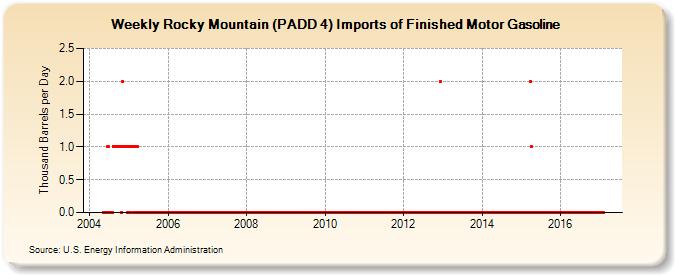 Weekly Rocky Mountain (PADD 4) Imports of Finished Motor Gasoline
Thousand Barrels per Day
2.5
2.0
1.5
1.0
0.5
0.0
2004 2006 2008 2010 2012 2014 2016
Source: U.S. Energy Information Administration